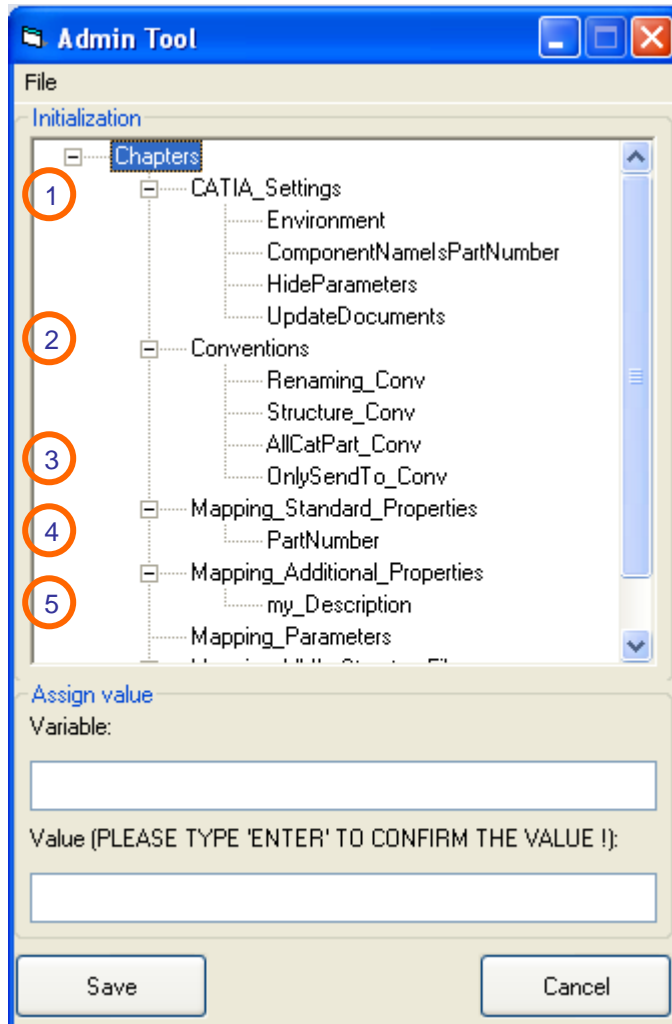 Admin Tool
File
Initialization
Chapters
1 CATIA_Settings
Environment
ComponentNameIsPartNumber
HideParameters
UpdateDocuments
2 Conventions
Renaming_Conv
Structure_Conv
AllCatPart_Conv
3 OnlySendTo_Conv
Mapping_Standard_Properties
4 PartNumber
Mapping_Additional_Properties
5 my_Description
Mapping_Parameters
Assign value
Variable:
Value (PLEASE TYPE 'ENTER' TO CONFIRM THE VALUE !):
Save Cancel